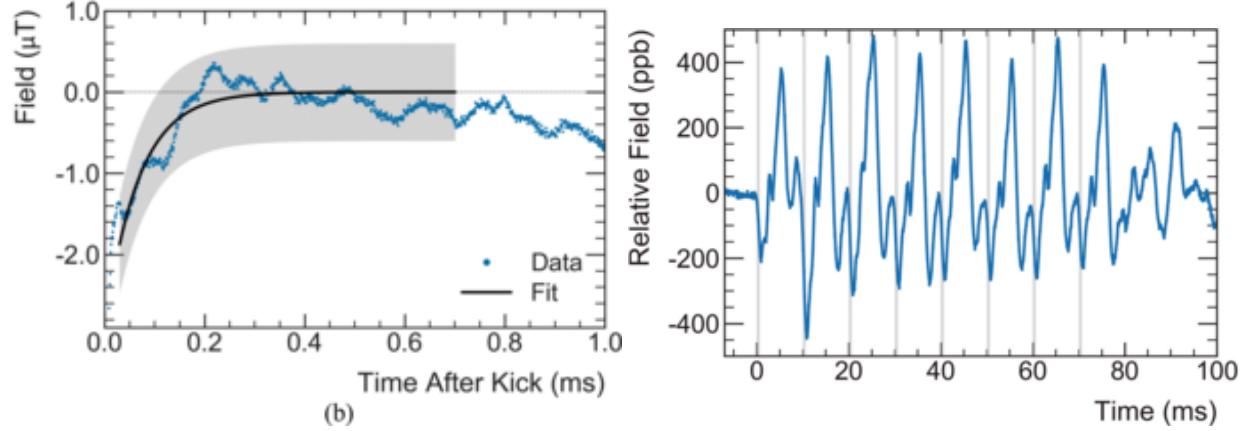 1.0
0.0
-1.0
-2.0
Field (μT)
Data
Fit
0.0 0.2 0.4 0.6 0.8 1.0
Time After Kick (ms)
(b)
400
200
0
-200
-400
Relative Field (ppb)
0 20 40 60 80 100
Time (ms)